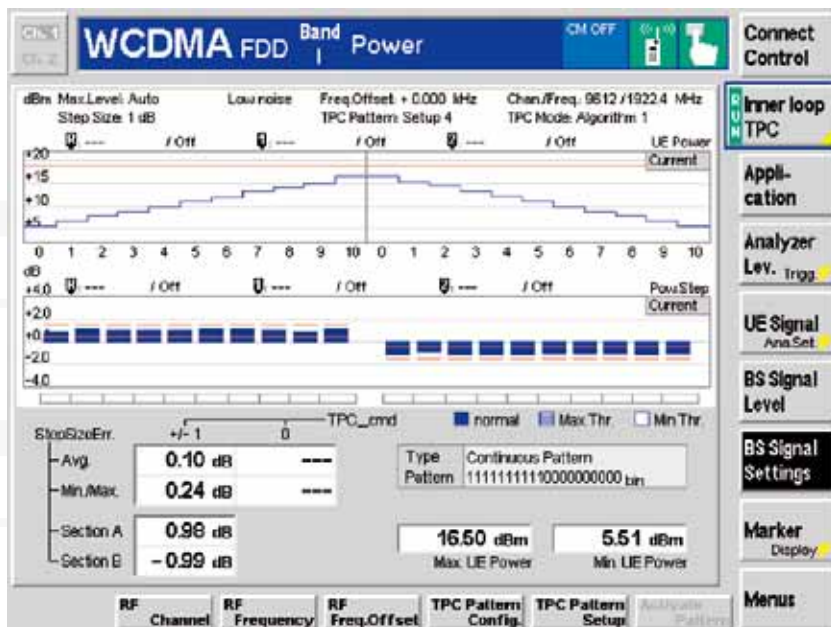 WCDMA FDD Band I Power
CM OFF
Connect Control
dBm Max.Level: Auto Low noise Freq.Offset: + 0.000 kHz Chan./Freq.: 9612 /1922.4 MHz
Step Size: 1 dB TPC Pattern: Setup 4 TPC Mode: Algorithm 1
--- / Off --- / Off --- / Off UE Power
Current
+20
+15
+10
+5
0 1 2 3 4 5 6 7 8 9 10 0 1 2 3 4 5 6 7 8 9 10
dB
+4.0 --- / Off --- / Off --- / Off Pow.Step
Current
+2.0
+0.0
-2.0
-4.0
TPC_cmd normal Max.Thr. Min.Thr.
StepSizeErr. +/- 1 0
Avg. 0.10 dB ---
Min./Max. 0.24 dB ---
Section A 0.98 dB
Section B - 0.99 dB
Type Continuous Pattern
Pattern 11111111110000000000 bin
16.50 dBm 5.51 dBm
Max. UE Power Min. UE Power
RUN
Inner loop TPC
Appli-
cation
Analyzer
Lev. Trigg.
UE Signal
Ana.Set.
BS Signal
Level
BS Signal
Settings
Marker
Display
Menus
RF Channel
RF Frequency
RF Freq.Offset
TPC Pattern Config.
TPC Pattern Setup
Activate Pattern